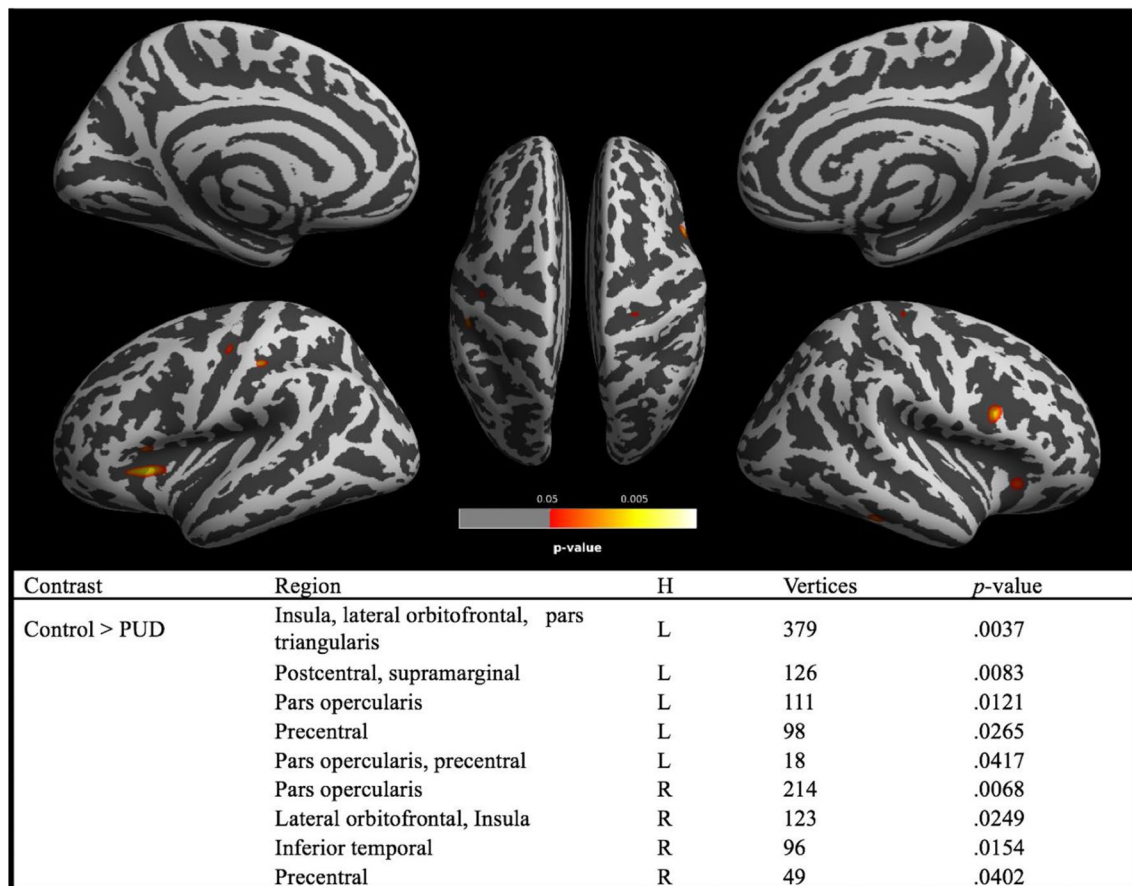 0.05 0.005
p-value
Contrast Region H Vertices p-value
Control > PUD Insula, lateral orbitofrontal, pars triangularis L 379 .0037
Postcentral, supramarginal L 126 .0083
Pars opercularis L 111 .0121
Precentral L 98 .0265
Pars opercularis, precentral L 18 .0417
Pars opercularis R 214 .0068
Lateral orbitofrontal, Insula R 123 .0249
Inferior temporal R 96 .0154
Precentral R 49 .0402